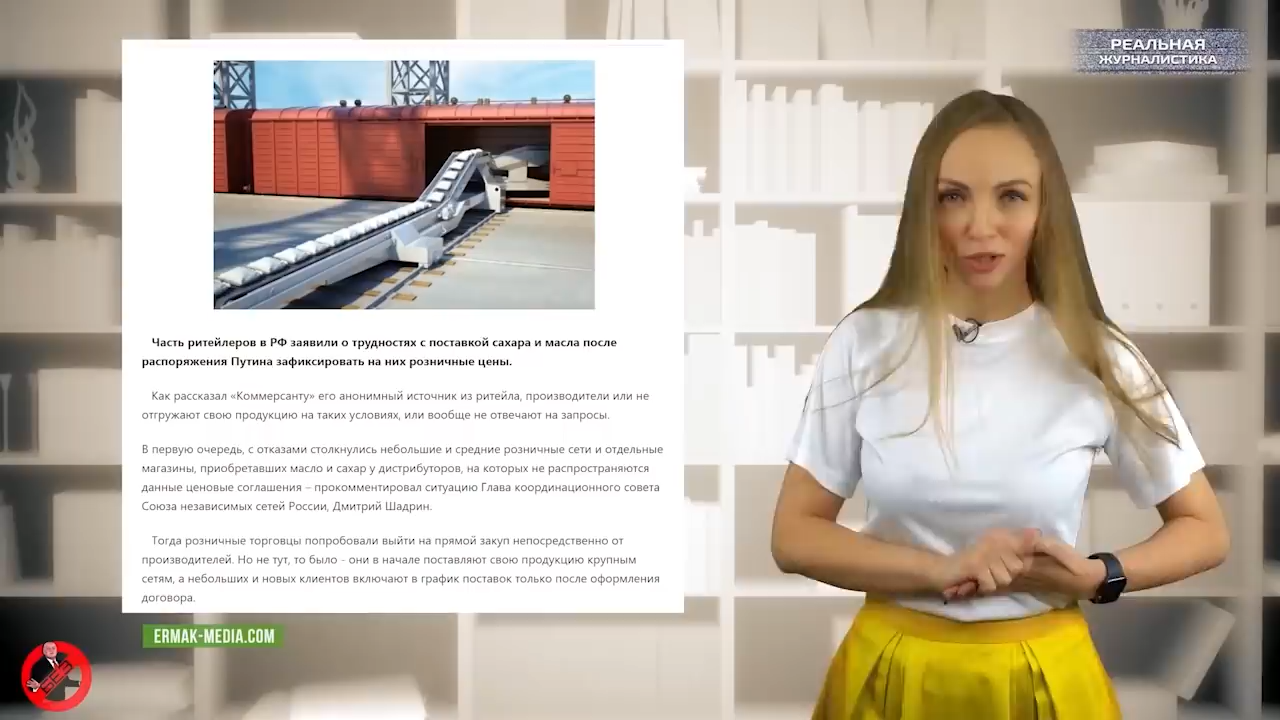 РЕАЛЬНАЯ
ЖУРНАЛИСТИКА
Часть ритейлеров в РФ заявили о трудностях с поставкой сахара и масла после
распоряжения Путина зафиксировать на них розничные цены.
Как рассказал «Коммерсанту» его анонимный источник из ритейла, производители или не
отгружают свою продукцию на таких условиях, или вообще не отвечают на запросы.
В первую очередь, с отказами столкнулись небольшие и средние розничные сети и отдельные
магазины, приобретавших масло и сахар у дистрибуторов, на которых не распространяются
данные ценовые соглашения – прокомментировал ситуацию Глава координационного совета
Союза независимых сетей России, Дмитрий Шадрин.
Тогда розничные торговцы попробовали выйти на прямой закуп непосредственно от
производителей. Но не тут, то было - они в начале поставляют свою продукцию крупным
сетям, а небольших и новых клиентов включают в график поставок только после оформления
договора.
ERMAK-MEDIA.COM
БЕЗ